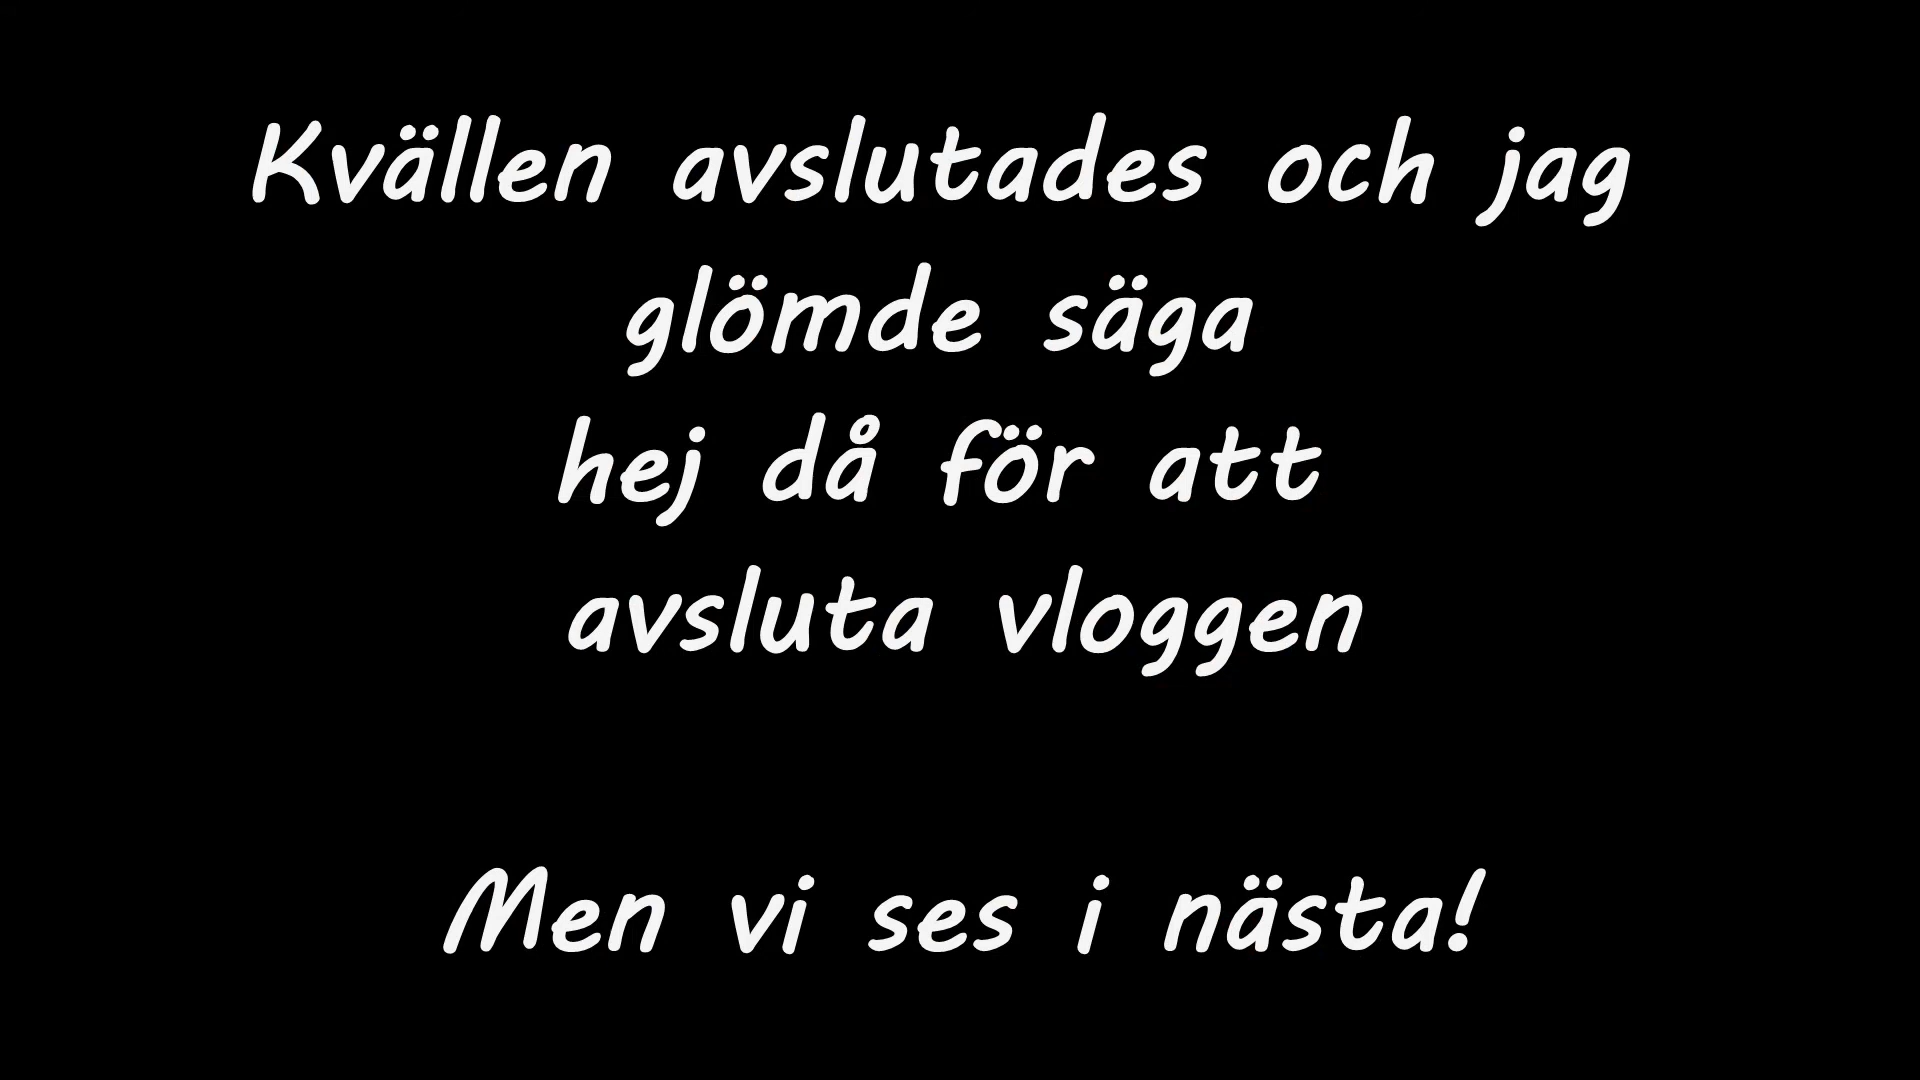 Kvällen avslutades och jag
glömde säga
hej då för att
avsluta vloggen
Men vi ses i nästa!